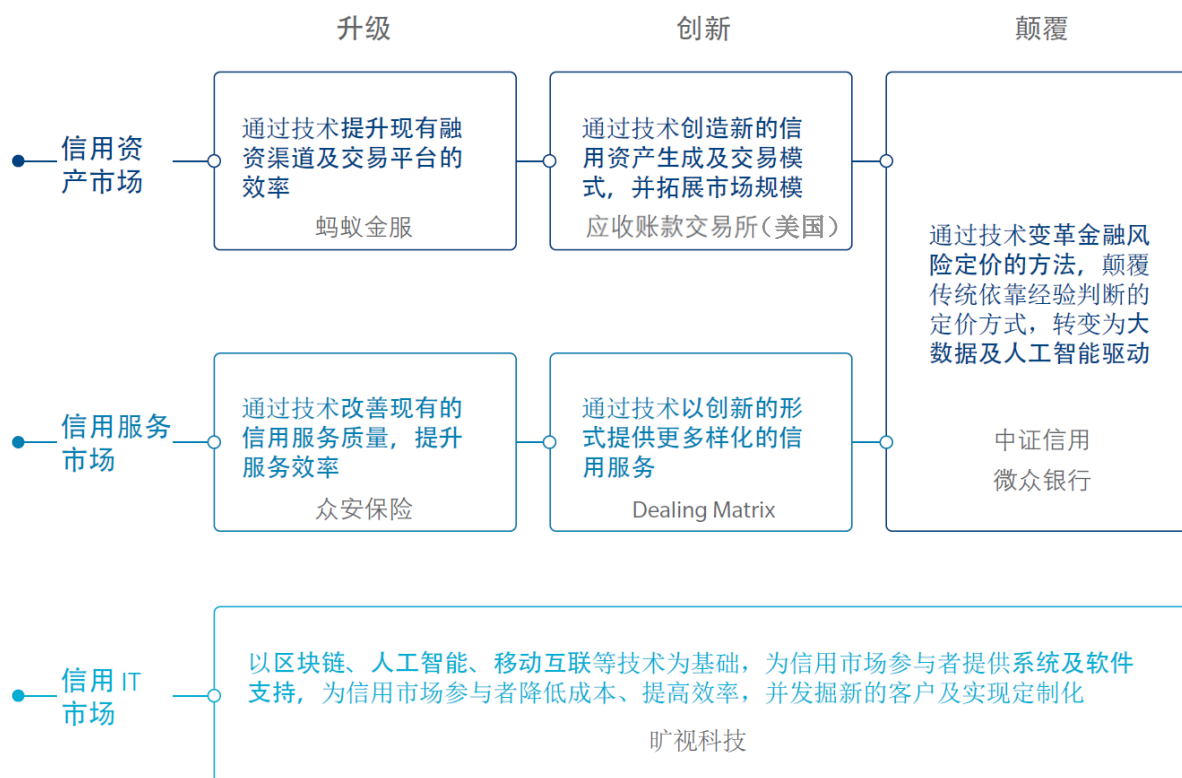 升级
创新
颠覆
信用资
产市场
通过技术提升现有融
资渠道及交易平台的
效率
蚂蚁金服
通过技术创造新的信
用资产生成及交易模
式，并拓展市场规模
应收账款交易所（美国）
通过技术变革金融风
险定价的方法，颠覆
传统依靠经验判断的
定价方式，转变为大
数据及人工智能驱动
中证信用
微众银行
信用服务
市场
通过技术改善现有的
信用服务质量，提升
服务效率
众安保险
通过技术以创新的形
式提供更多样化的信
用服务
Dealing Matrix
信用 IT
市场
以区块链、人工智能、移动互联等技术为基础，为信用市场参与者提供系统及软件
支持，为信用市场参与者降低成本、提高效率，并发掘新的客户及实现定制化
旷视科技